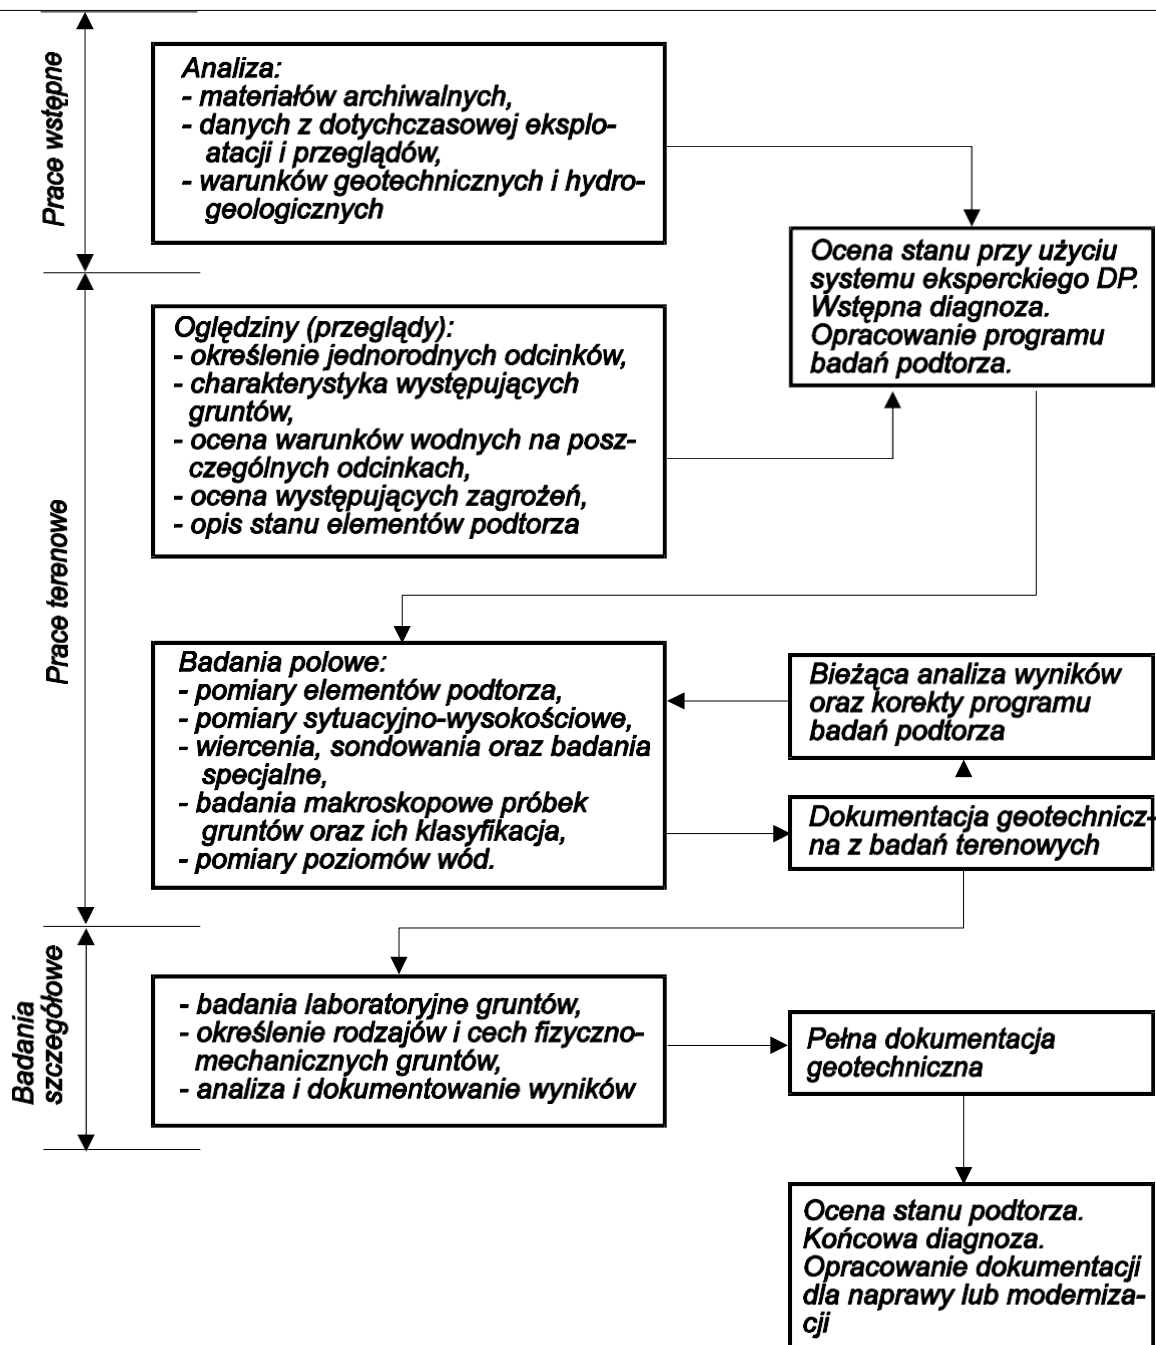 Prace wstępne
Analiza:
- materiałów archiwalnych,
- danych z dotychczasowej eksplo-
atacji i przeglądów,
- warunków geotechnicznych i hydro-
geologicznych
Ocena stanu przy użyciu
systemu eksperckiego DP.
Wstępna diagnoza.
Opracowanie programu
badań podtorza.
Prace terenowe
Oględziny (przeglądy):
- określenie jednorodnych odcinków,
- charakterystyka występujących
gruntów,
- ocena warunków wodnych na posz-
czególnych odcinkach,
- ocena występujących zagrożeń,
- opis stanu elementów podtorza
Badania polowe:
- pomiary elementów podtorza,
- pomiary sytuacyjno-wysokościowe,
- wiercenia, sondowania oraz badania
specjalne,
- badania makroskopowe próbek
gruntów oraz ich klasyfikacja,
- pomiary poziomów wód.
Bieżąca analiza wyników
oraz korekty programu
badań podtorza
Dokumentacja geotechnicz-
na z badań terenowych
Badania
szczegółowe
- badania laboratoryjne gruntów,
- określenie rodzajów i cech fizyczno-
mechanicznych gruntów,
- analiza i dokumentowanie wyników
Pełna dokumentacja
geotechniczna
Ocena stanu podtorza.
Końcowa diagnoza.
Opracowanie dokumentacji
dla naprawy lub moderniza-
cji